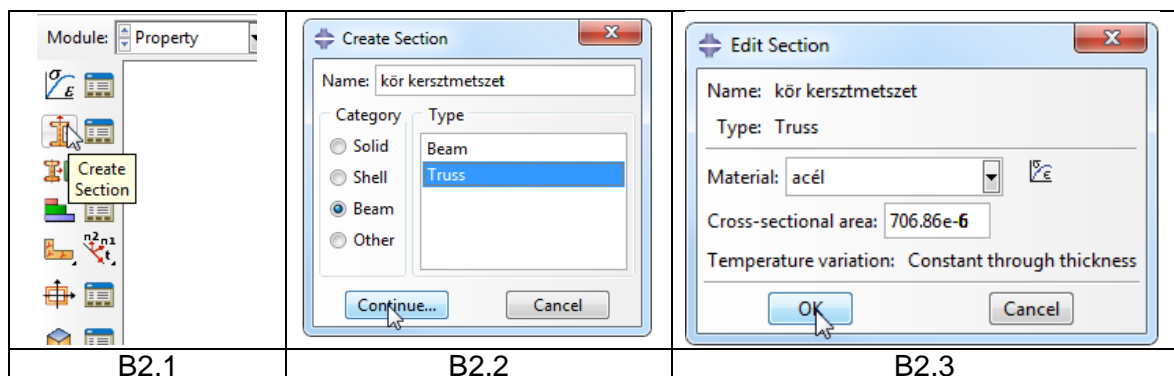 Module: Property
σ
ε
Create
Section
n2 n1
t
B2.1
Create Section
Name: kör kersztmetszet
Category
Type
Solid
Shell
Beam
Other
Beam
Truss
Continue...
Cancel
B2.2
Edit Section
Name: kör kersztmetszet
Type: Truss
Material: acél
σ
ε
Cross-sectional area: 706.86e-6
Temperature variation: Constant through thickness
OK
Cancel
B2.3